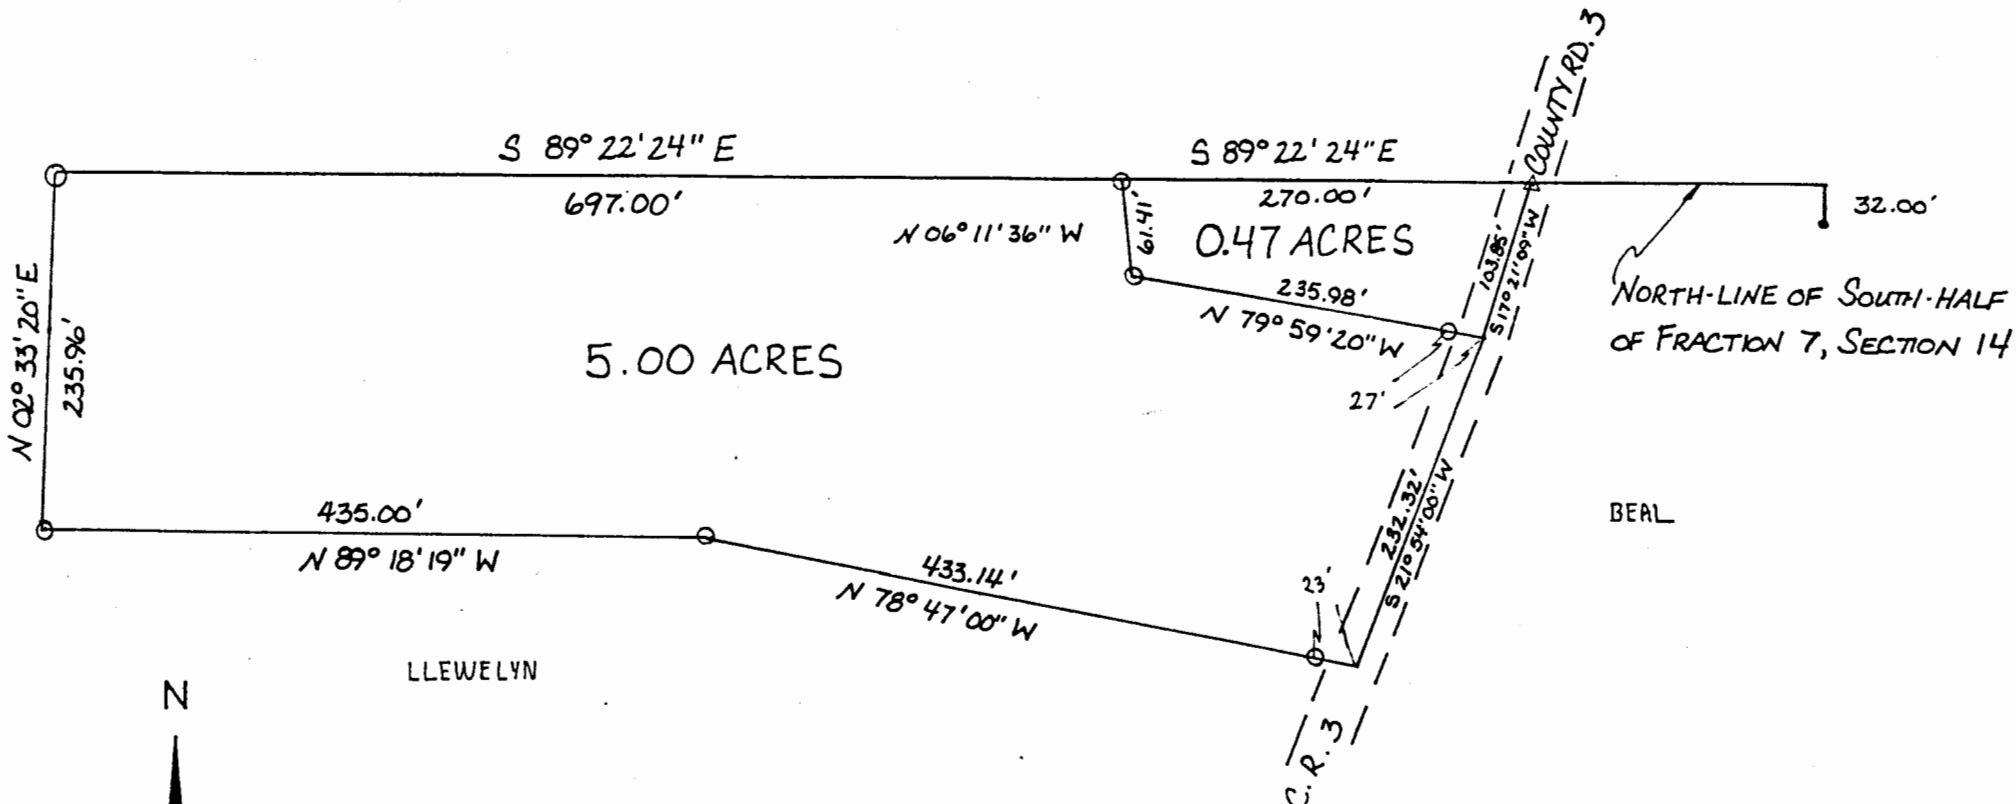 COUNTY RD. 3
S 89° 22' 24" E
697.00'
S 89° 22' 24" E
270.00'
32.00'
N 06° 11' 36" W
61.41'
0.47 ACRES
103.85'
S 17° 21' 09" W
235.98'
N 79° 59' 20" W
NORTH-LINE OF SOUTH-HALF
OF FRACTION 7, SECTION 14
N 02° 33' 20" E
235.96'
5.00 ACRES
27'
232.32'
S 21° 54' 00" W
BEAL
435.00'
N 89° 18' 19" W
433.14'
N 78° 47' 00" W
23'
LLEWELYN
N
C. R. 3